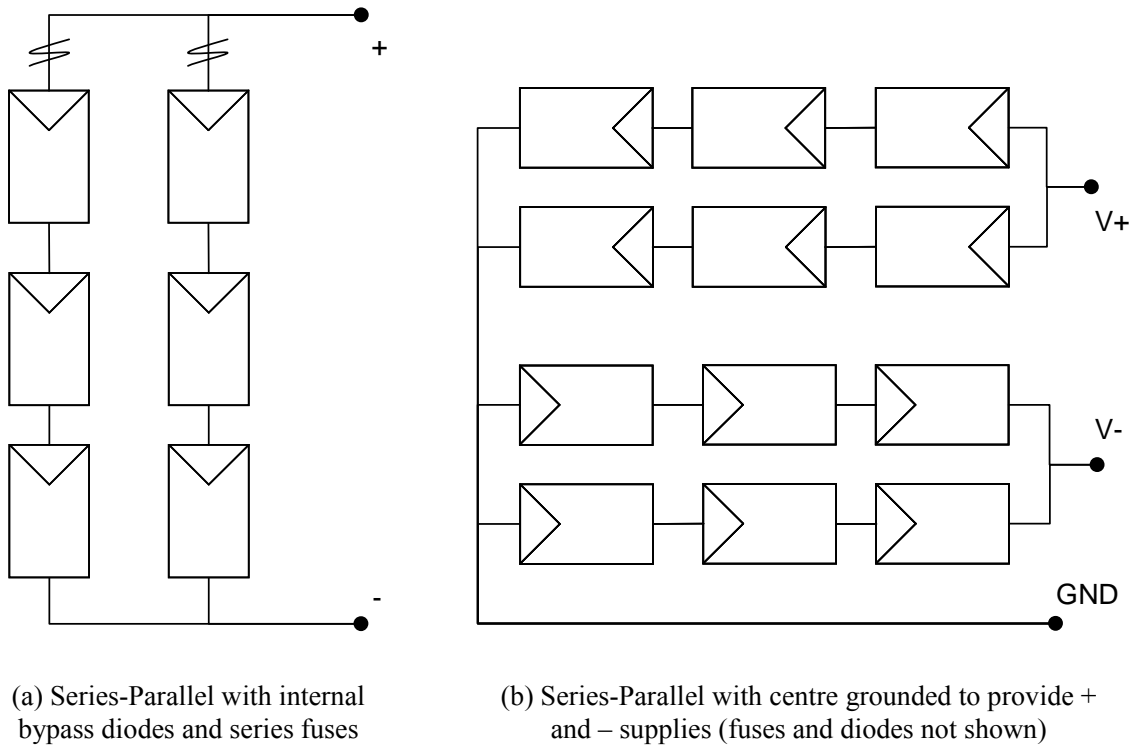 +
-
V+
V-
GND
(a) Series-Parallel with internal
bypass diodes and series fuses
(b) Series-Parallel with centre grounded to provide +
and – supplies (fuses and diodes not shown)